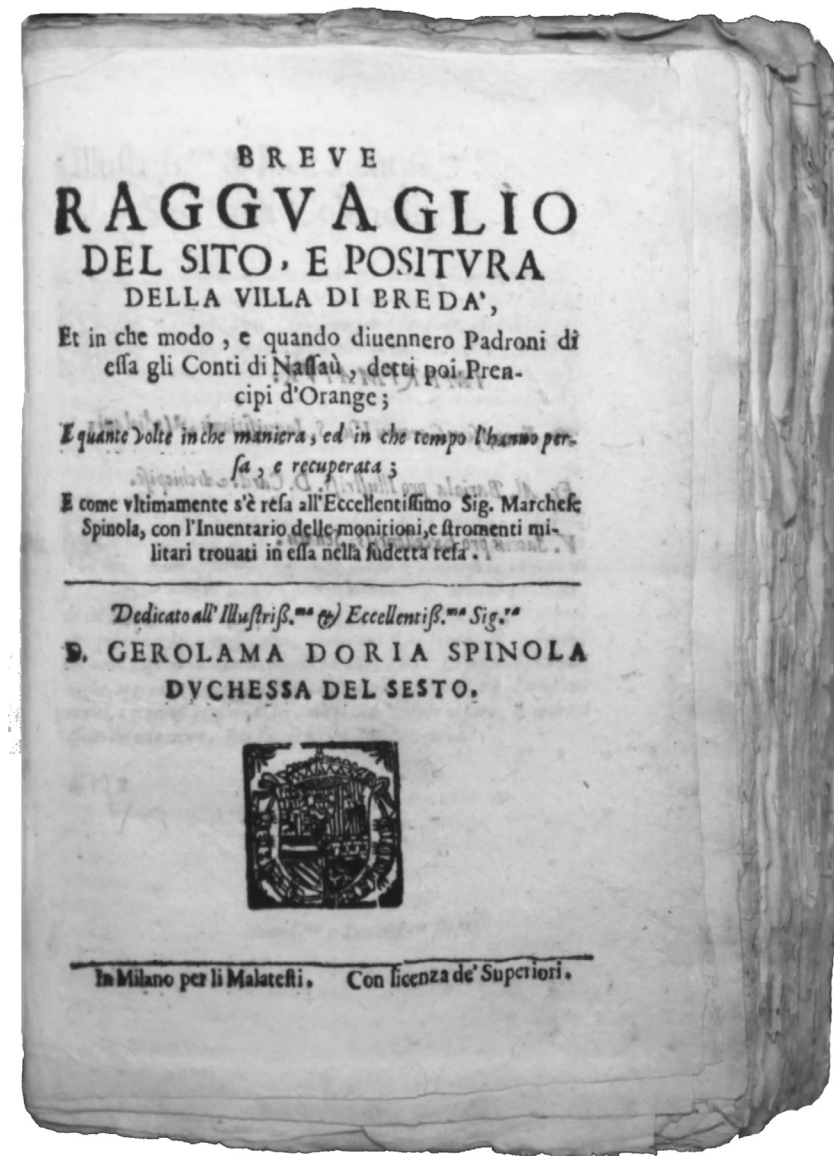 BREVE
RAGGVAGLIO
DEL SITO, E POSITVRA
DELLA VILLA DI BREDA',
Et in che modo, e quando diuennero Padroni di
eſſa gli Conti di Naſſaù, detti poi Pren-
cipi d'Orange;
E quante volte in che maniera, ed in che tempo l'hanno per-
ſa, e recuperata;
E come vltimamente s'è reſa all'Eccellentiſſimo Sig. Marcheſe
Spinola, con l'Inuentario delle monitioni, e ſtromenti mi-
litari trouati in eſſa nella ſudetta reſa.
Dedicato all'Illuſtriß.ma & Eccellentiß.ma Sig.ra
D. GEROLAMA DORIA SPINOLA
DVCHESSA DEL SESTO.
In Milano per li Malateſti. Con licenza de' Superiori.